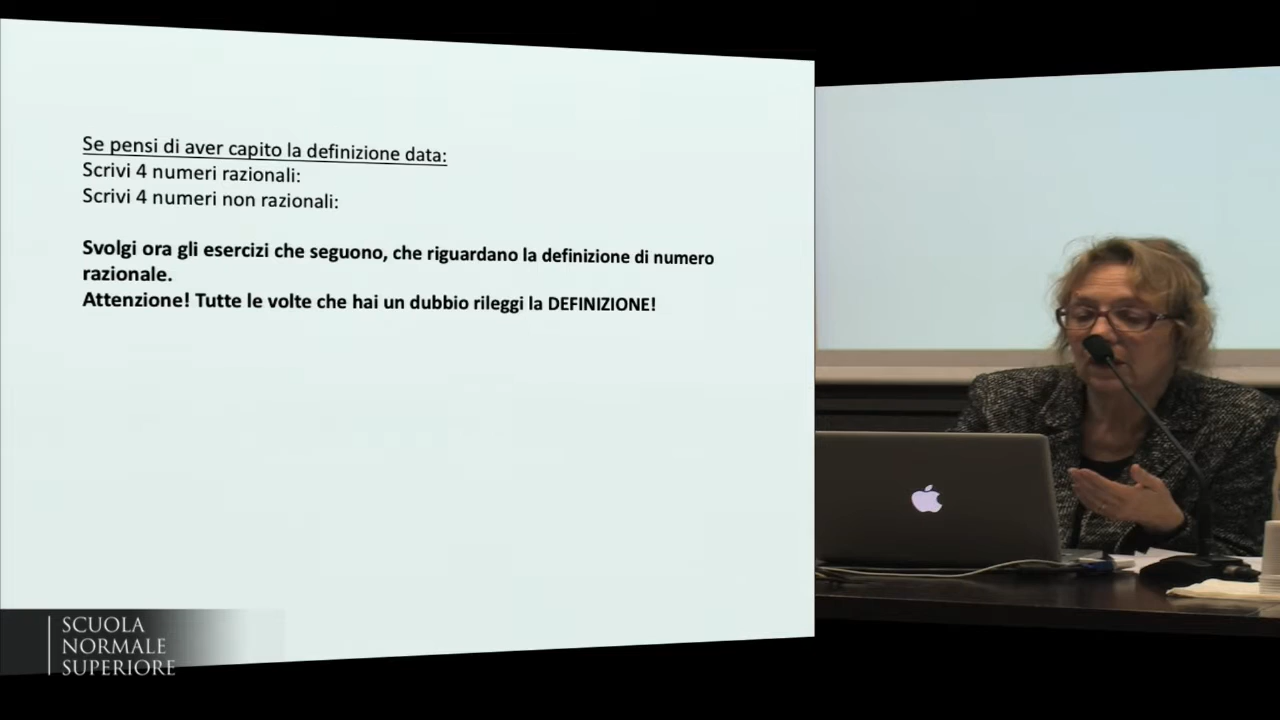 Se pensi di aver capito la definizione data:
Scrivi 4 numeri razionali:
Scrivi 4 numeri non razionali:
Svolgi ora gli esercizi che seguono, che riguardano la definizione di numero
razionale.
Attenzione! Tutte le volte che hai un dubbio rileggi la DEFINIZIONE!
SCUOLA
NORMALE
SUPERIORE